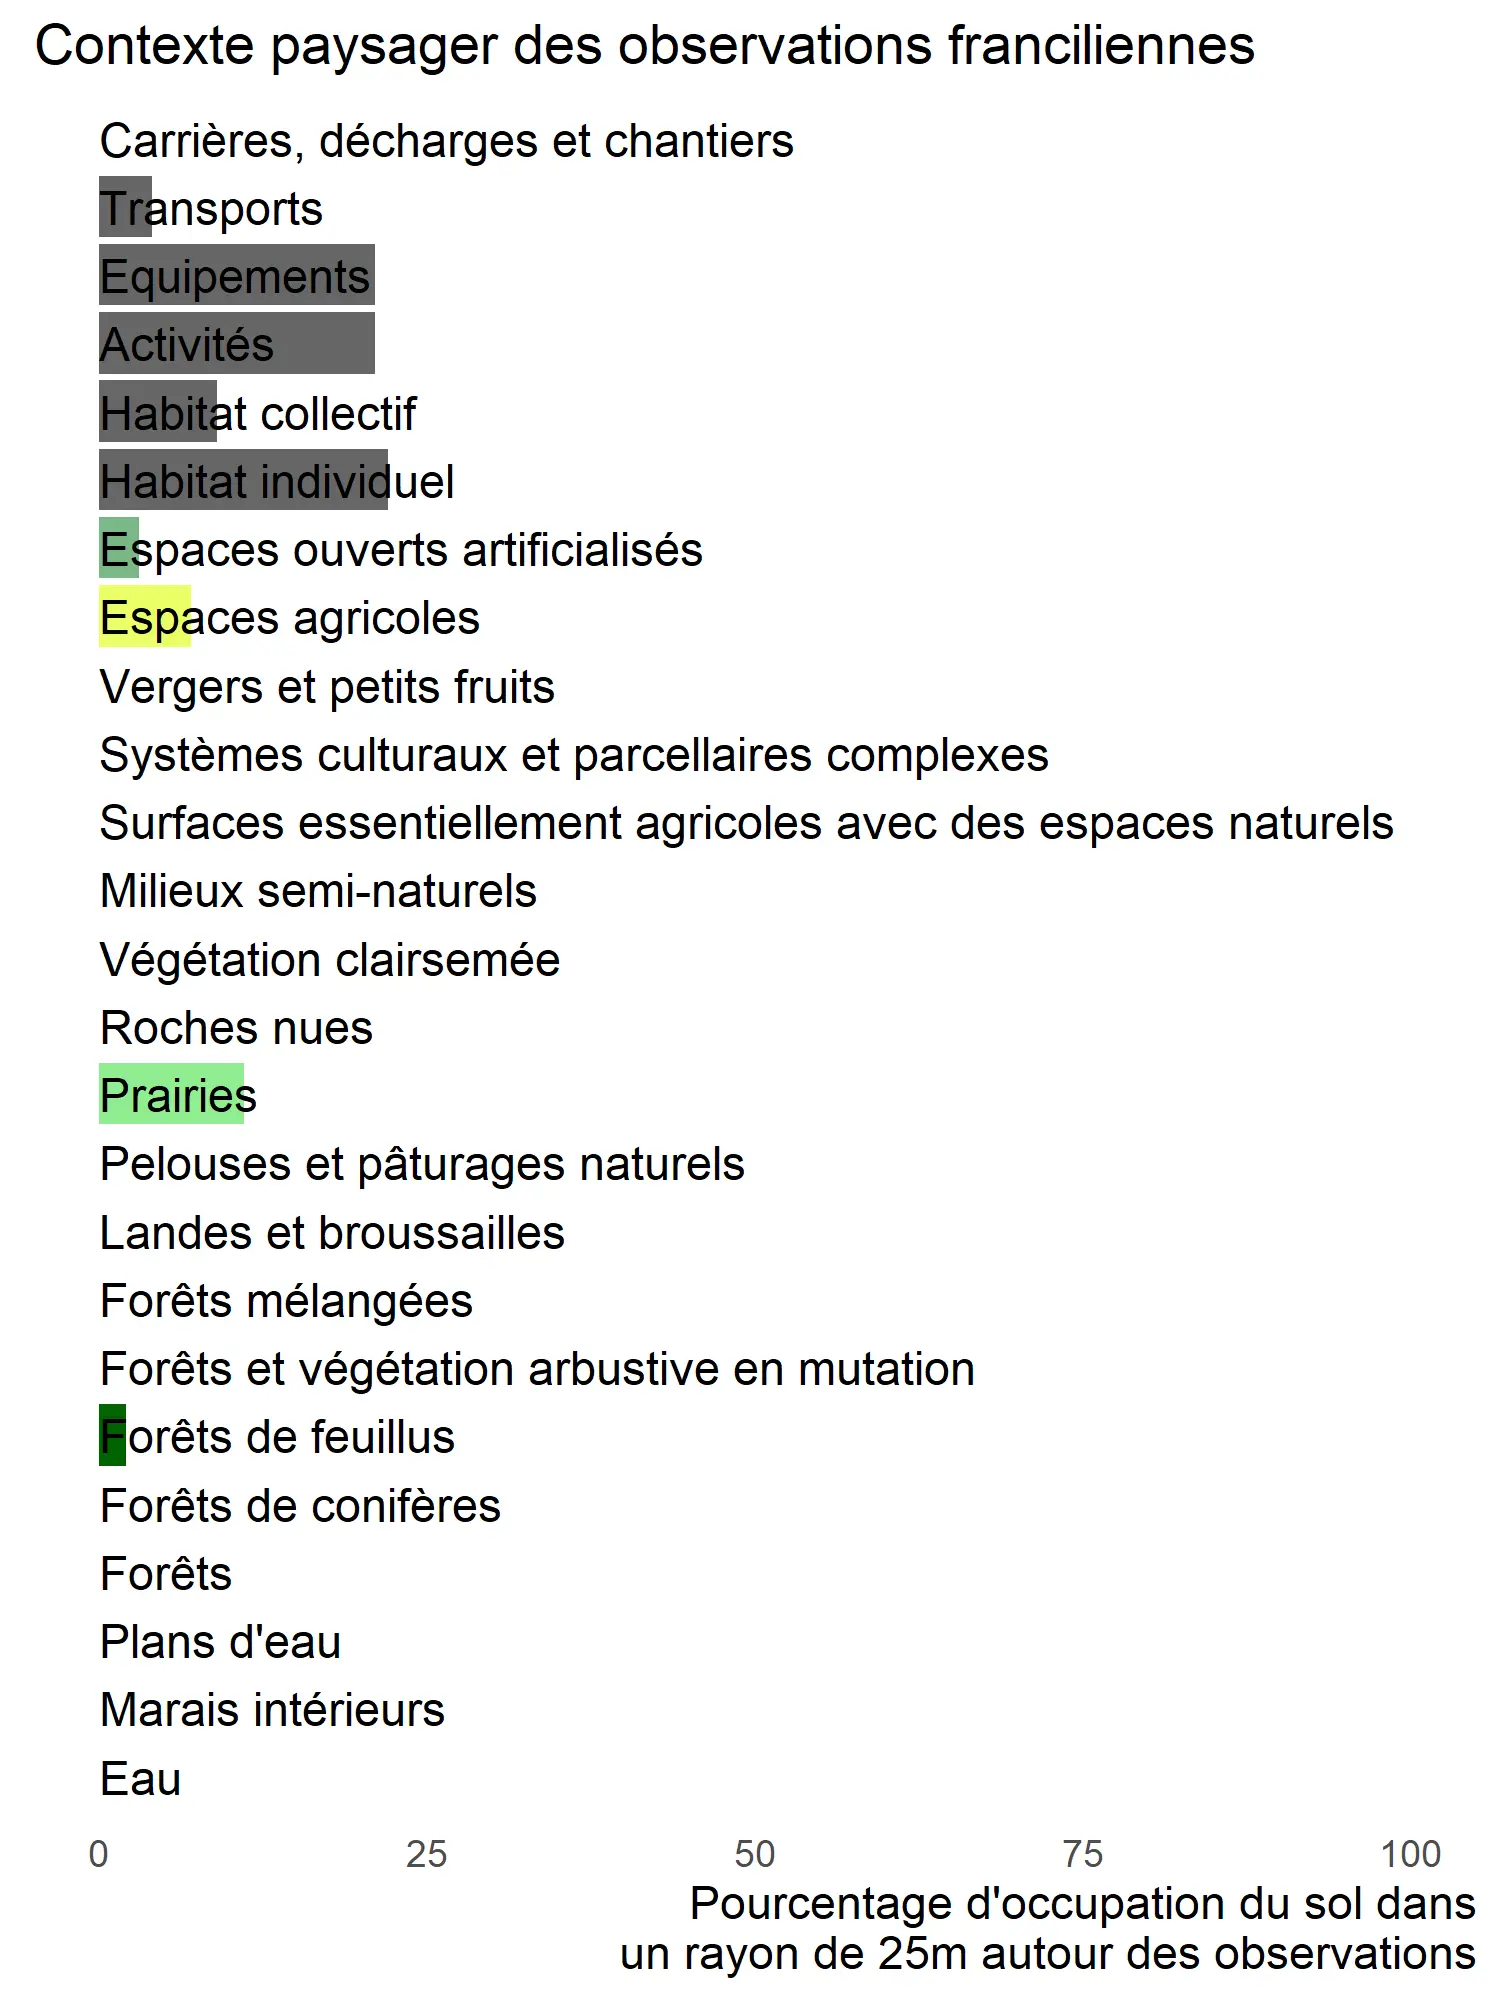 Contexte paysager des observations franciliennes
Carrières, décharges et chantiers
Transports
Equipements
Activités
Habitat collectif
Habitat individuel
Espaces ouverts artificialisés
Espaces agricoles
Vergers et petits fruits
Systèmes culturaux et parcellaires complexes
Surfaces essentiellement agricoles avec des espaces naturels
Milieux semi-naturels
Végétation clairsemée
Roches nues
Prairies
Pelouses et pâturages naturels
Landes et broussailles
Forêts mélangées
Forêts et végétation arbustive en mutation
Forêts de feuillus
Forêts de conifères
Forêts
Plans d'eau
Marais intérieurs
Eau
0 25 50 75 100
Pourcentage d'occupation du sol dans
un rayon de 25m autour des observations